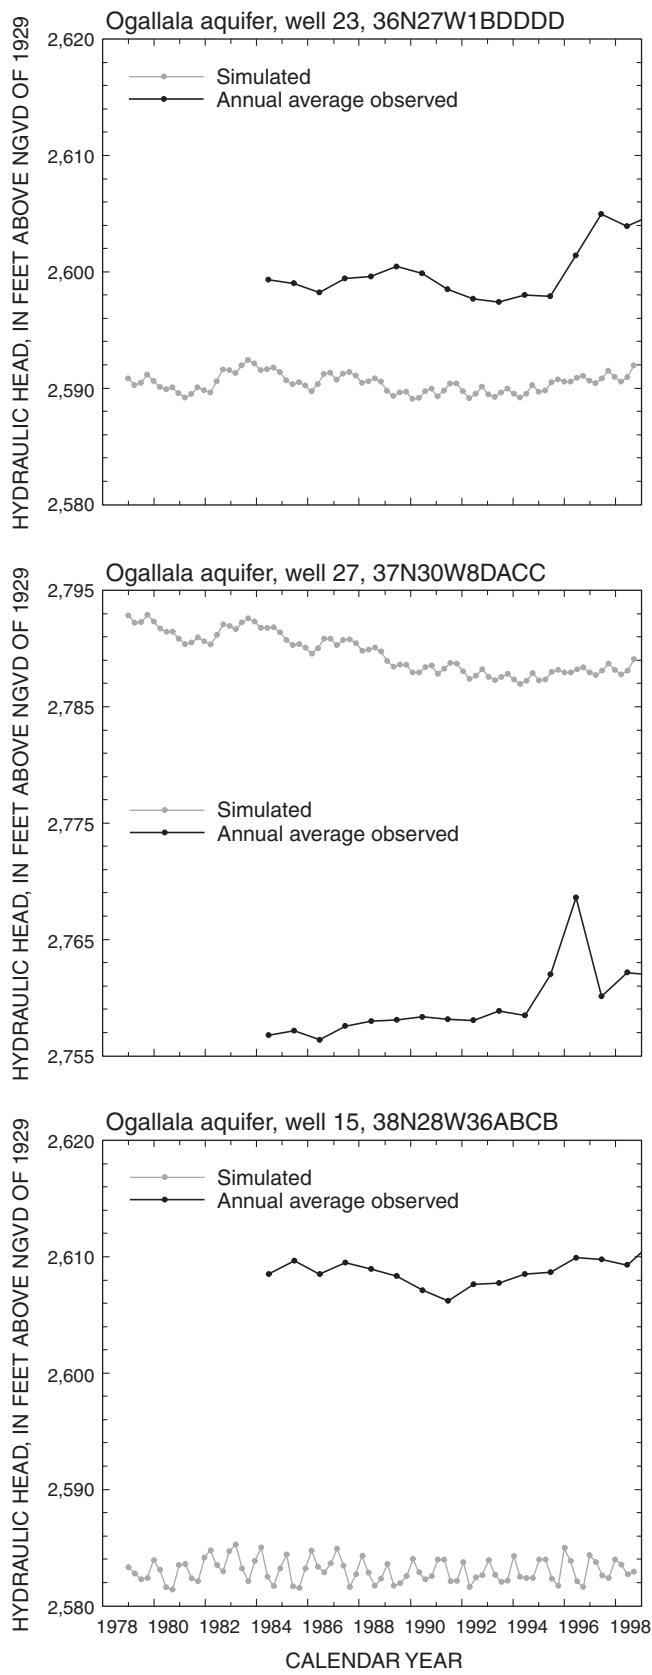 Ogallala aquifer, well 23, 36N27W1BDDDD
HYDRAULIC HEAD, IN FEET ABOVE NGVD OF 1929
2,620
2,610
2,600
2,590
2,580
Simulated
Annual average observed
Ogallala aquifer, well 27, 37N30W8DACC
HYDRAULIC HEAD, IN FEET ABOVE NGVD OF 1929
2,795
2,785
2,775
2,765
2,755
Simulated
Annual average observed
Ogallala aquifer, well 15, 38N28W36ABCB
HYDRAULIC HEAD, IN FEET ABOVE NGVD OF 1929
2,620
2,610
2,600
2,590
2,580
Simulated
Annual average observed
1978 1980 1982 1984 1986 1988 1990 1992 1994 1996 1998
CALENDAR YEAR